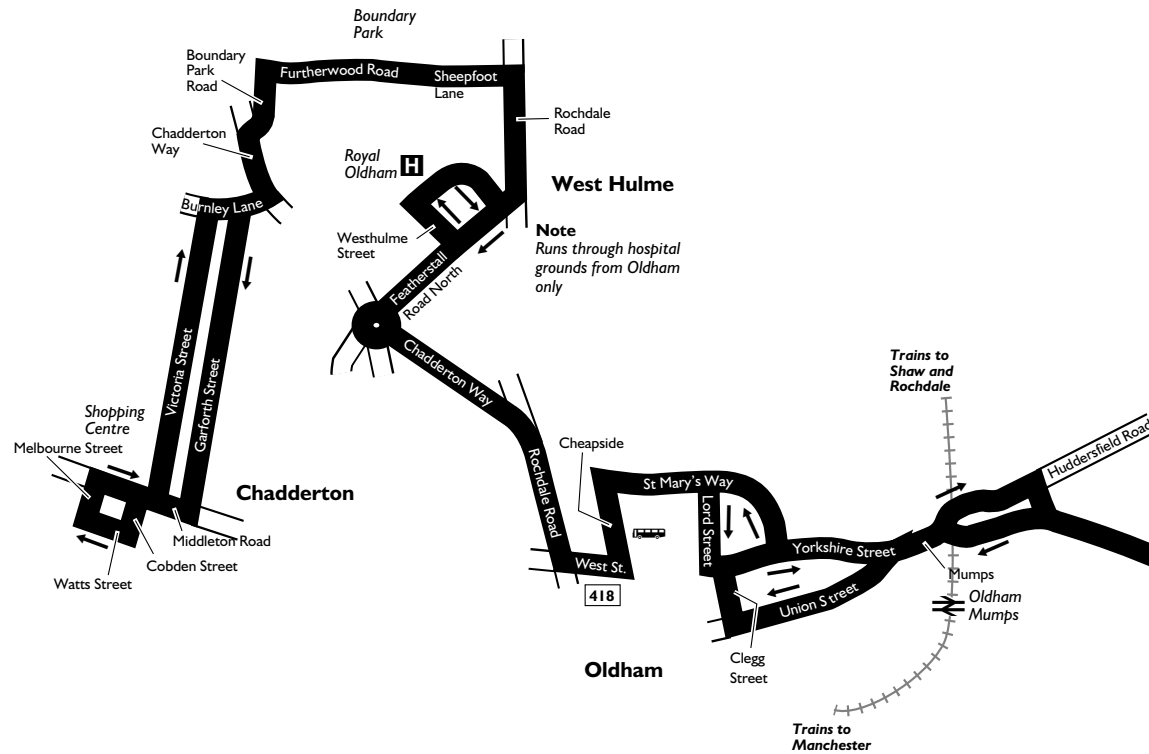 Boundary
Park
Boundary
Park
Road
Furtherwood Road
Sheepfoot
Lane
Rochdale
Road
Chadderton
Way
Royal
Oldham
H
West Hulme
Burnley Lane
Westhulme
Street
Note
Runs through hospital
grounds from Oldham
only
Featherstall
Road North
Chadderton Way
Victoria Street
Garforth Street
Shopping
Centre
Melbourne Street
Chadderton
Middleton Road
Cobden Street
Watts Street
Trains to
Shaw and
Rochdale
Huddersfield Road
Cheapside
Rochdale Road
St Mary's Way
Lord Street
West St.
418
Yorkshire Street
Mumps
Union Street
Oldham
Mumps
Clegg
Street
Oldham
Trains to
Manchester